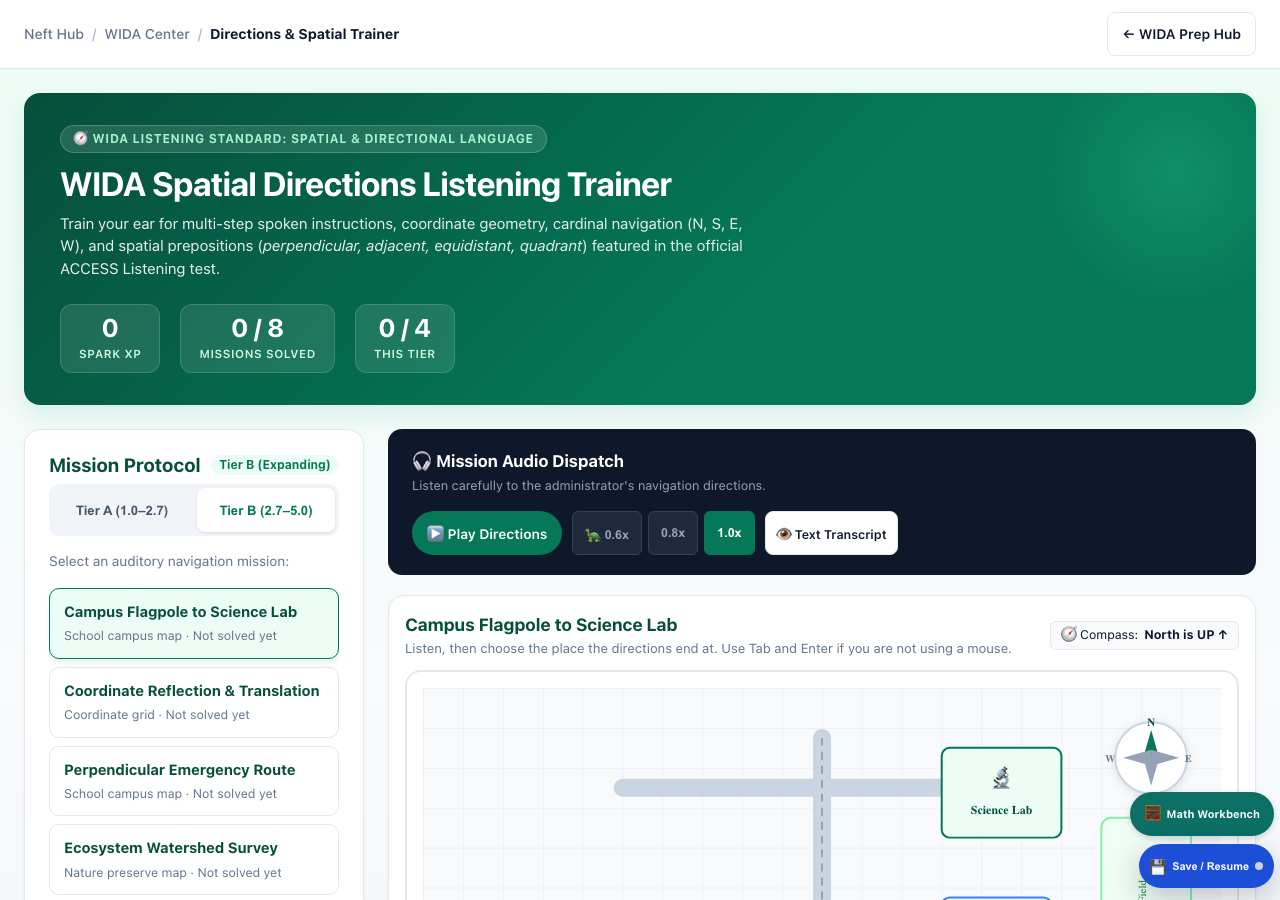 Neft Hub / WIDA Center / Directions & Spatial Trainer
← WIDA Prep Hub
WIDA LISTENING STANDARD: SPATIAL & DIRECTIONAL LANGUAGE
WIDA Spatial Directions Listening Trainer
Train your ear for multi-step spoken instructions, coordinate geometry, cardinal navigation (N, S, E,
W), and spatial prepositions (perpendicular, adjacent, equidistant, quadrant) featured in the official
ACCESS Listening test.
0
SPARK XP
0 / 8
MISSIONS SOLVED
0 / 4
THIS TIER
Mission Protocol
Tier B (Expanding)
Tier A (1.0–2.7)
Tier B (2.7–5.0)
Select an auditory navigation mission:
Campus Flagpole to Science Lab
School campus map · Not solved yet
Coordinate Reflection & Translation
Coordinate grid · Not solved yet
Perpendicular Emergency Route
School campus map · Not solved yet
Ecosystem Watershed Survey
Nature preserve map · Not solved yet
Mission Audio Dispatch
Listen carefully to the administrator's navigation directions.
Play Directions
0.6x
0.8x
1.0x
Text Transcript
Campus Flagpole to Science Lab
Listen, then choose the place the directions end at. Use Tab and Enter if you are not using a mouse.
Compass: North is UP ↑
N
W
E
Science Lab
Math Workbench
Save / Resume
Field